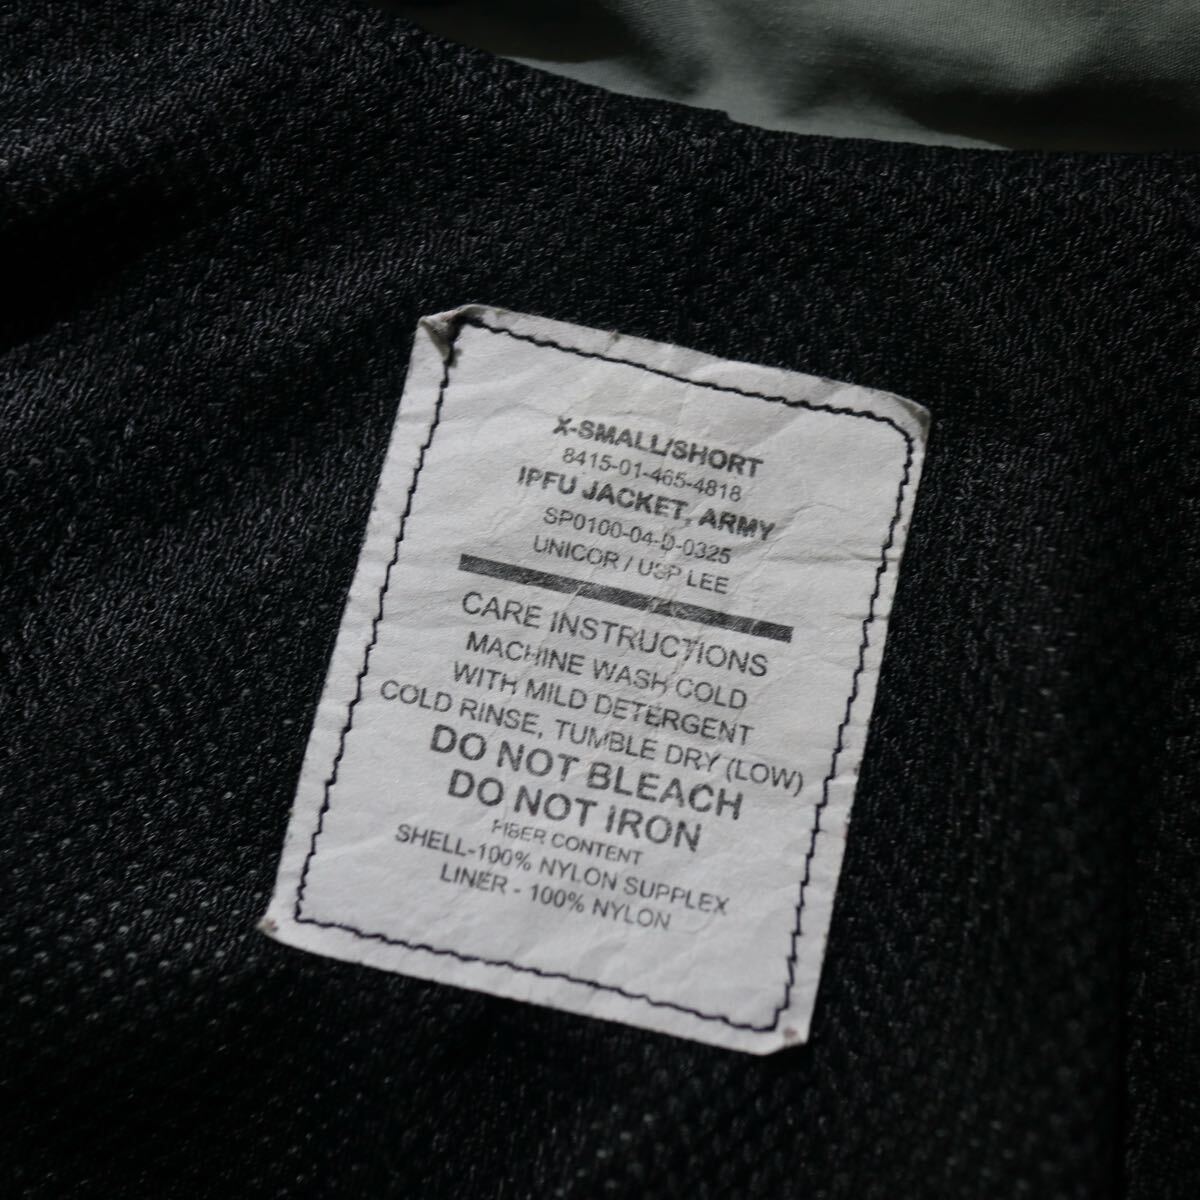 X-SMALL/SHORT
8415-01-465-4818
IPFU JACKET, ARMY
SP0100-04-D-0325
UNICOR / USP LEE
CARE INSTRUCTIONS
MACHINE WASH COLD
WITH MILD DETERGENT
COLD RINSE, TUMBLE DRY (LOW)
DO NOT BLEACH
DO NOT IRON
FIBER CONTENT
SHELL-100% NYLON SUPPLEX
LINER - 100% NYLON